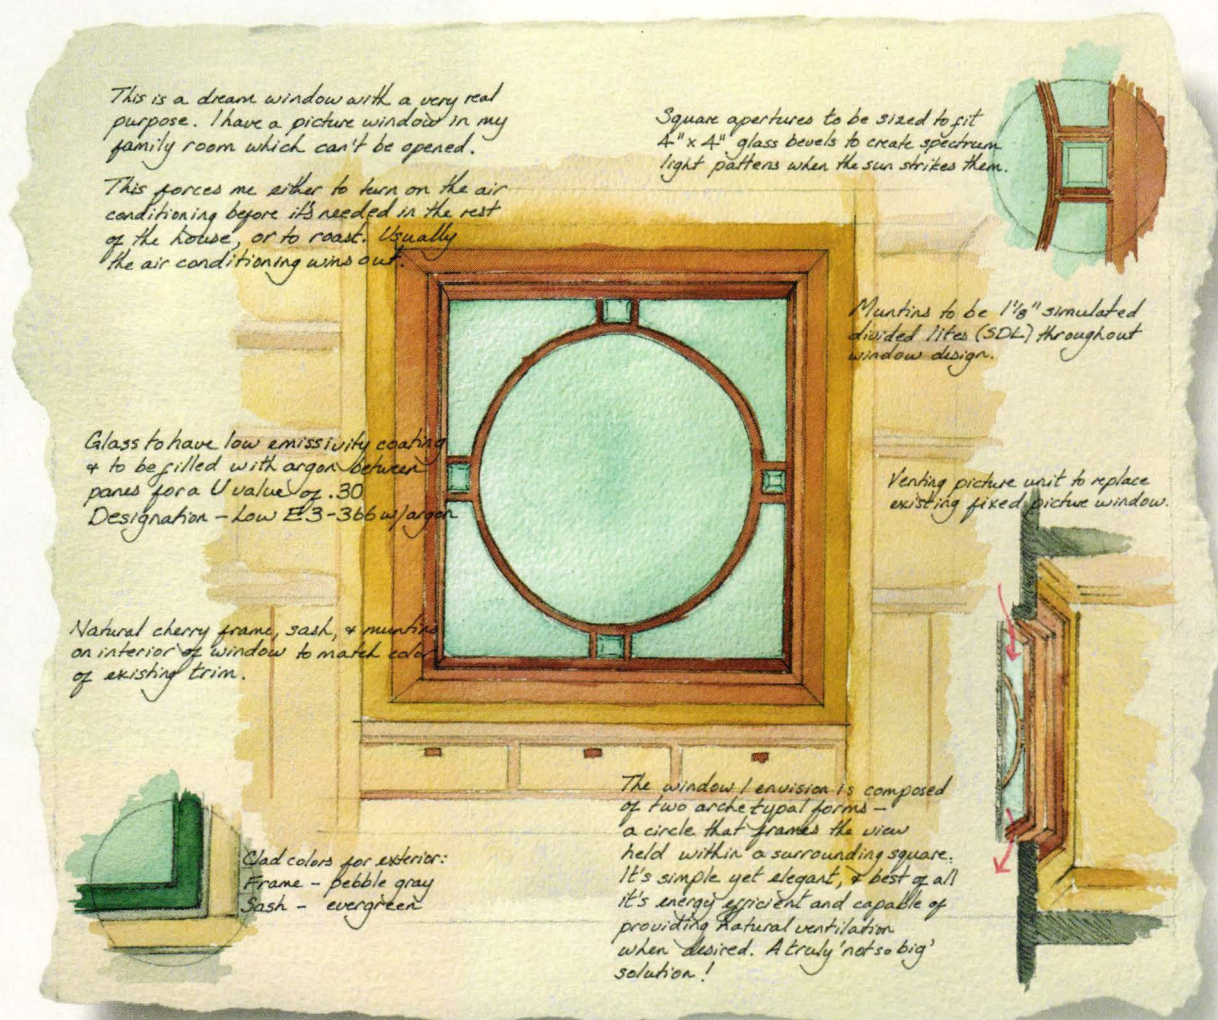 This is a dream window with a very real
purpose. I have a picture window in my
family room which can't be opened.
This forces me either to turn on the air
conditioning before it's needed in the rest
of the house, or to roast. Usually
the air conditioning wins out.
Square apertures to be sized to fit
4" x 4" glass bevels to create spectrum
light pattens when the sun strikes them.
Muntins to be 1 1/8" simulated
divided lites (SDL) throughout
window design.
Glass to have low emissivity coating
& to be filled with argon between
panes for a U value of .30
Designation - Low E3-366 w/argon
Venting picture unit to replace
existing fixed picture window.
Natural cherry frame, sash, & muntins
on interior of window to match color
of existing trim.
Clad colors for exterior:
Frame - pebble gray
Sash - evergreen
The window I envision is composed
of two archetypal forms -
a circle that frames the view
held within a surrounding square.
It's simple yet elegant, & best of all
it's energy efficient and capable of
providing natural ventilation
when desired. A truly 'not so big'
solution!